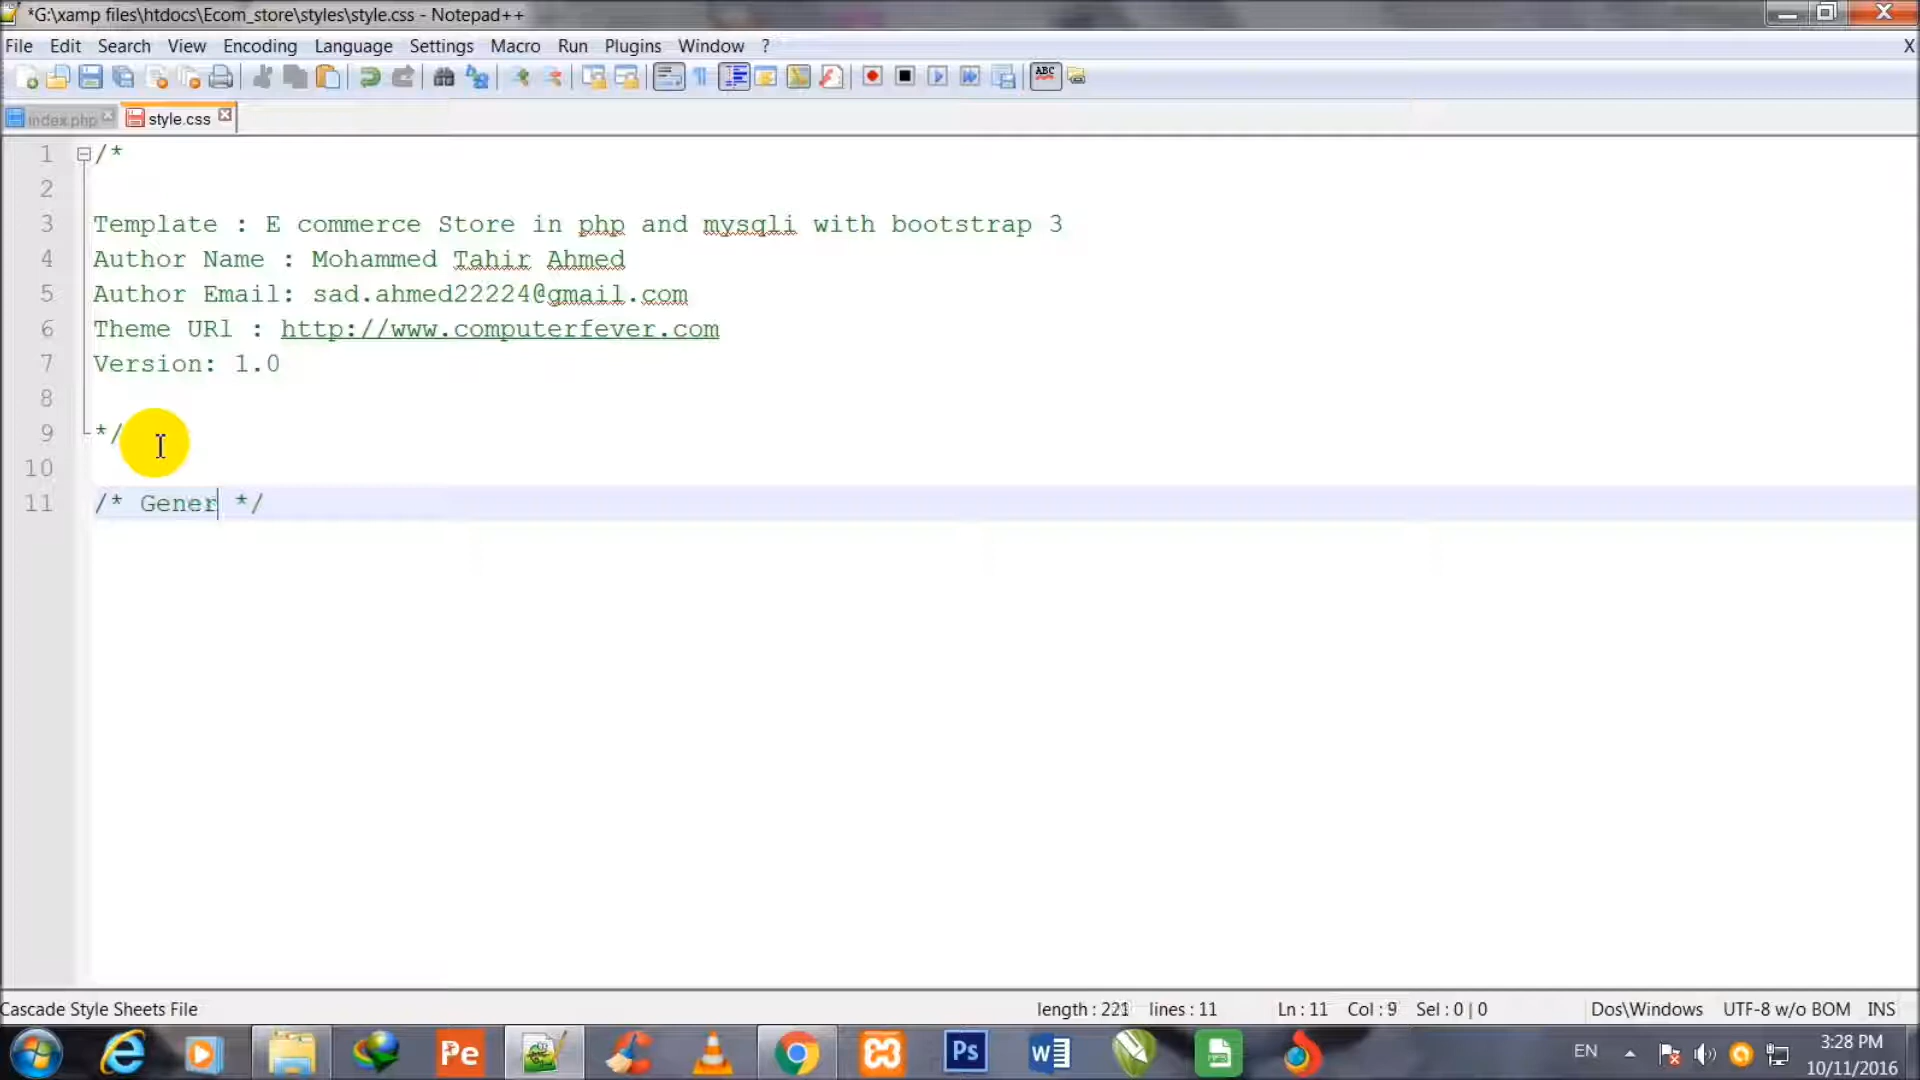 *G:\xamp files\htdocs\Ecom_store\styles\style.css - Notepad++
File Edit Search View Encoding Language Settings Macro Run Plugins Window ? X
ABC
index.php style.css
1 /*
2
3 Template : E commerce Store in php and mysqli with bootstrap 3
4 Author Name : Mohammed Tahir Ahmed
5 Author Email: sad.ahmed22224@gmail.com
6 Theme URl : http://www.computerfever.com
7 Version: 1.0
8
9 */
10
11 /* Gener */
Cascade Style Sheets File length : 221 lines : 11 Ln : 11 Col : 9 Sel : 0 | 0 Dos\Windows UTF-8 w/o BOM INS
Pe Ps W EN 3:28 PM
10/11/2016